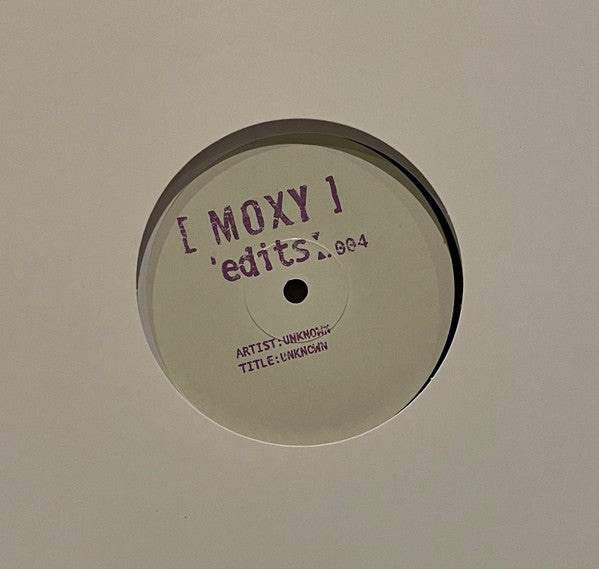 [ MOXY ]
'edits'.004
ARTIST:UNKNOWN
TITLE:UNKNOWN